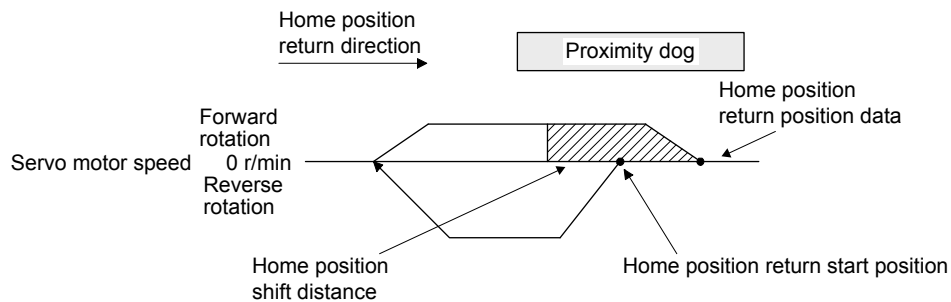 Home position
return direction
Proximity dog
Home position
return position data
Forward
rotation
Servo motor speed 0 r/min
Reverse
rotation
Home position
shift distance
Home position return start position